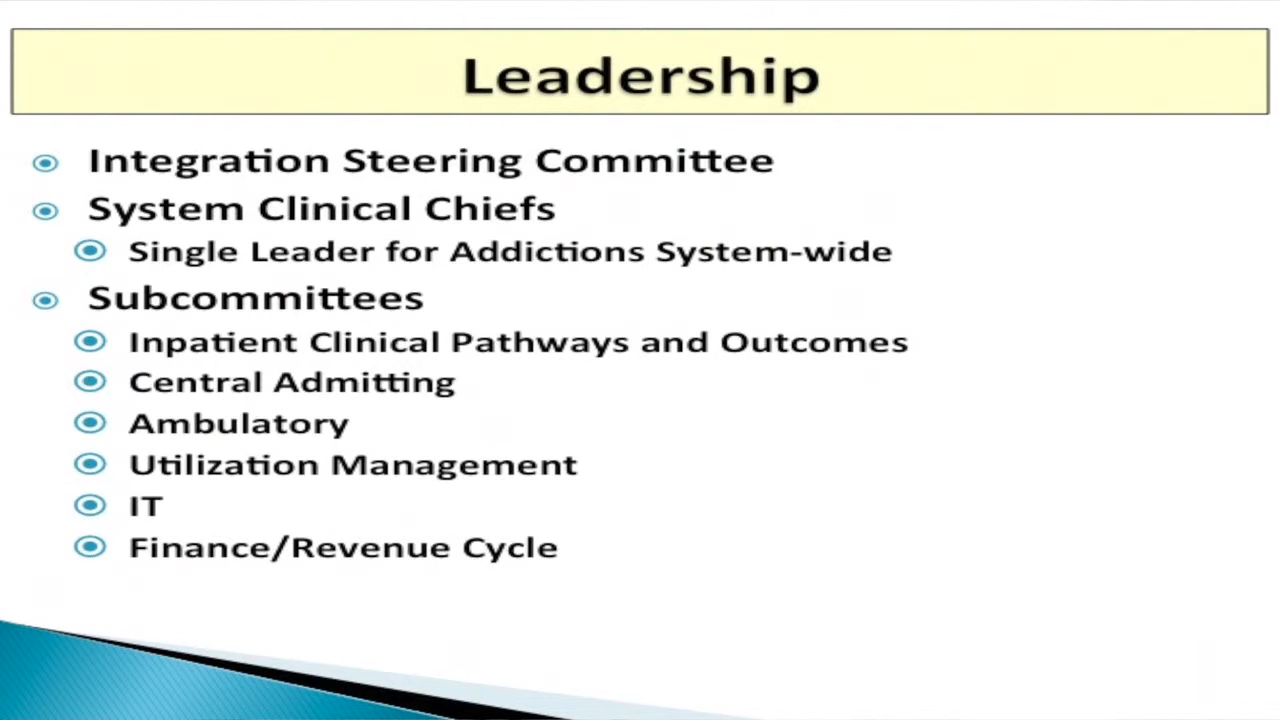 Leadership
Integration Steering Committee
System Clinical Chiefs
Single Leader for Addictions System-wide
Subcommittees
Inpatient Clinical Pathways and Outcomes
Central Admitting
Ambulatory
Utilization Management
IT
Finance/Revenue Cycle